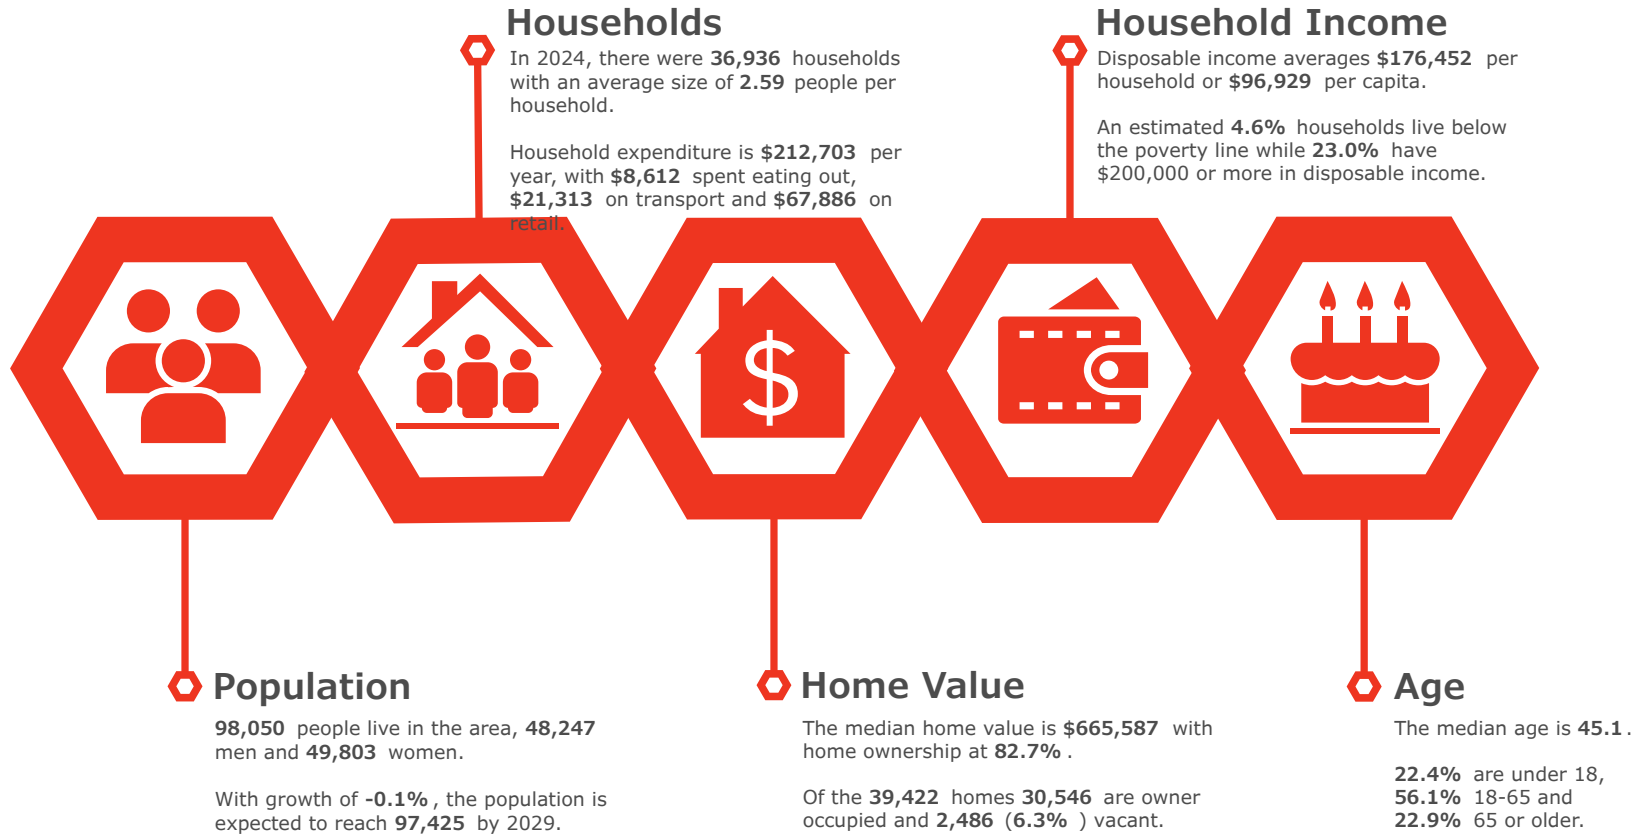 Households
In 2024, there were 36,936 households
with an average size of 2.59 people per
household.
Household expenditure is $212,703 per
year, with $8,612 spent eating out,
$21,313 on transport and $67,886 on
retail.
Household Income
Disposable income averages $176,452 per
household or $96,929 per capita.
An estimated 4.6% households live below
the poverty line while 23.0% have
$200,000 or more in disposable income.
$
Population
98,050 people live in the area, 48,247
men and 49,803 women.
With growth of -0.1% , the population is
expected to reach 97,425 by 2029.
Home Value
The median home value is $665,587 with
home ownership at 82.7% .
Of the 39,422 homes 30,546 are owner
occupied and 2,486 (6.3% ) vacant.
Age
The median age is 45.1 .
22.4% are under 18,
56.1% 18-65 and
22.9% 65 or older.